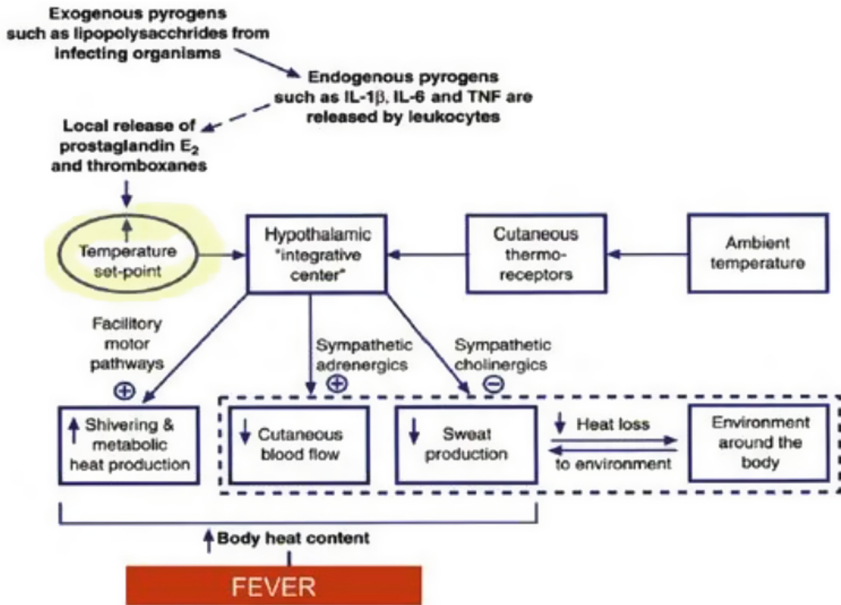 Exogenous pyrogens
such as lipopolysacchrides from
infecting organisms
Endogenous pyrogens
such as IL-1β, IL-6 and TNF are
released by leukocytes
Local release of
prostaglandin E₂
and thromboxanes
Temperature
set-point
Hypothalamic
"integrative
center"
Cutaneous
thermo-
receptors
Ambient
temperature
Facilitory
motor
pathways
+
Sympathetic
adrenergics
+
Sympathetic
cholinergics
−
Shivering &
metabolic
heat production
Cutaneous
blood flow
Sweat
production
Heat loss
to environment
Environment
around the
body
Body heat content
FEVER